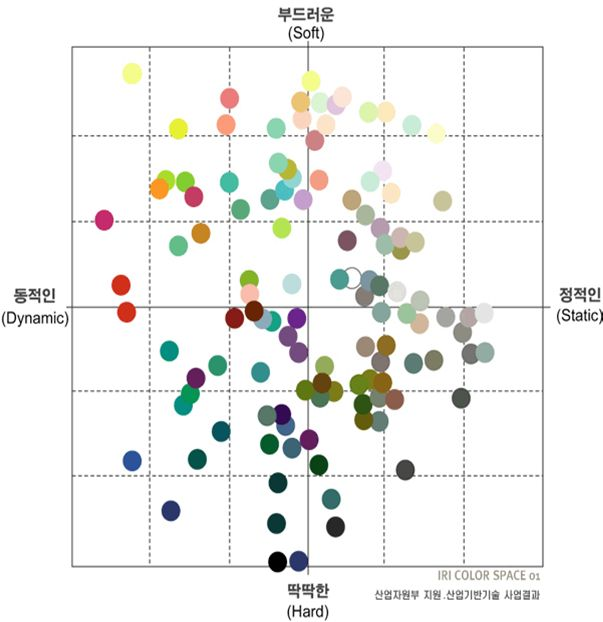 부드러운
(Soft)
동적인
(Dynamic)
정적인
(Static)
IRI COLOR SPACE 01
산업자원부 지원.산업기반기술 사업결과
딱딱한
(Hard)